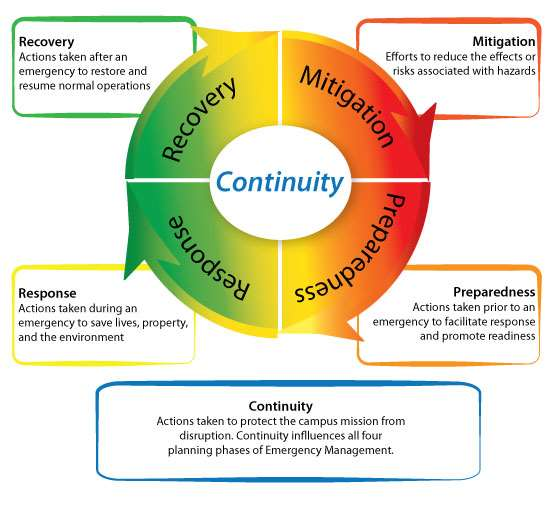 Recovery
Actions taken after an
emergency to restore and
resume normal operations
Mitigation
Efforts to reduce the effects or
risks associated with hazards
Recovery
Mitigation
Continuity
Response
Preparedness
Response
Actions taken during an
emergency to save lives, property,
and the environment
Preparedness
Actions taken prior to an
emergency to facilitate response
and promote readiness
Continuity
Actions taken to protect the campus mission from
disruption. Continuity inflluences all four
planning phases of Emergency Management.